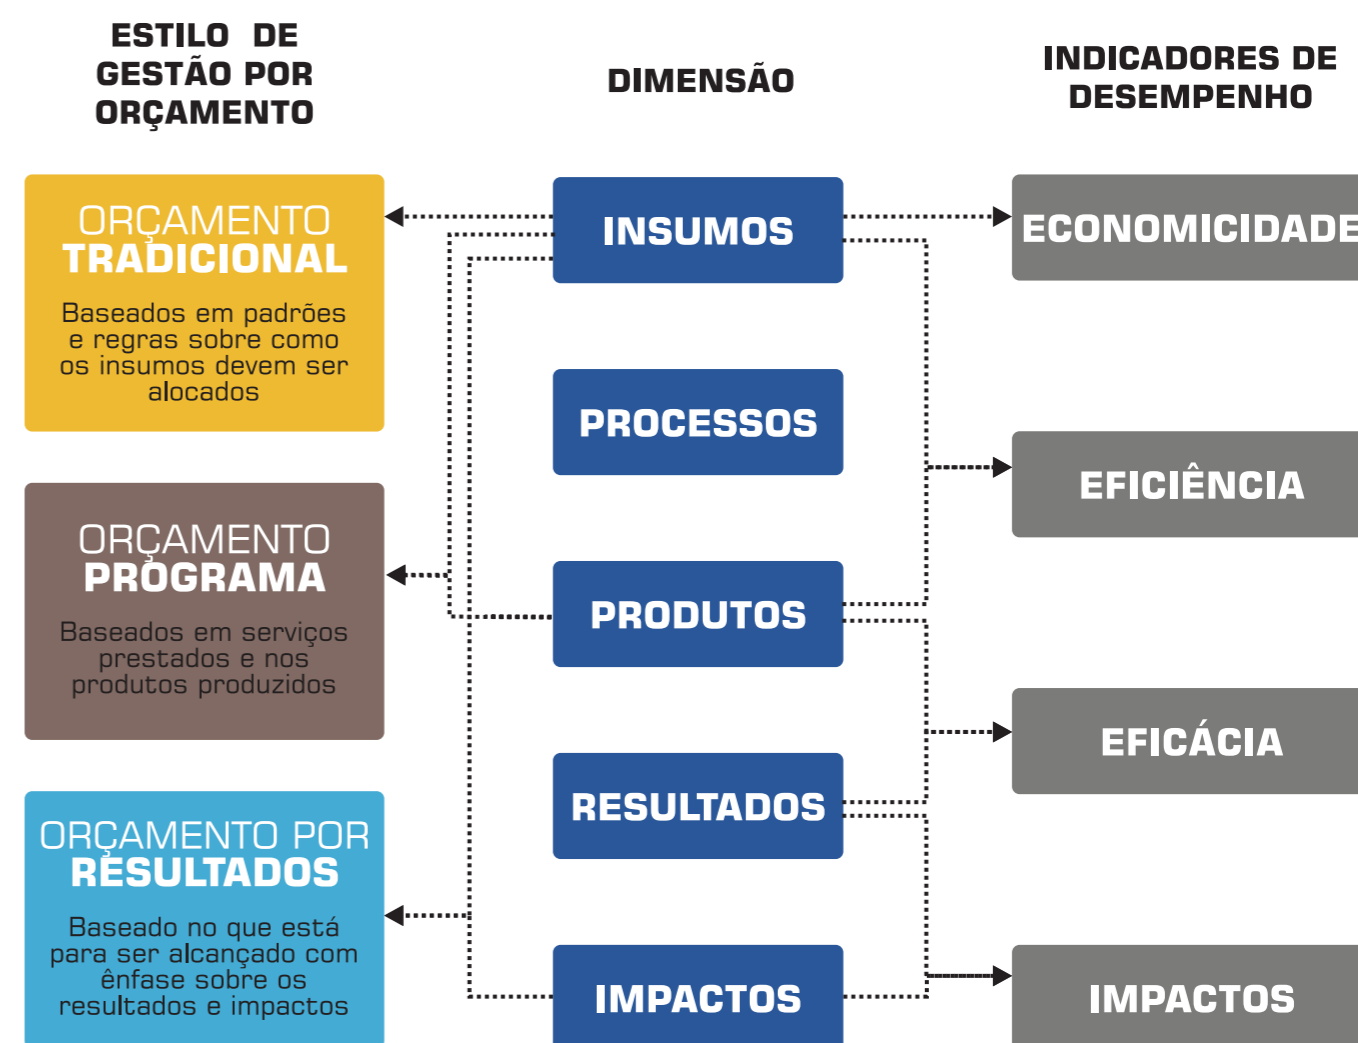 ESTILO DE
GESTÃO POR
ORÇAMENTO
DIMENSÃO
INDICADORES DE
DESEMPENHO
ORÇAMENTO
TRADICIONAL
Baseados em padrões
e regras sobre como
os insumos devem ser
alocados
ORÇAMENTO
PROGRAMA
Baseados em serviços
prestados e nos
produtos produzidos
ORÇAMENTO POR
RESULTADOS
Baseado no que está
para ser alcançado com
ênfase sobre os
resultados e impactos
INSUMOS
PROCESSOS
PRODUTOS
RESULTADOS
IMPACTOS
ECONOMICIDADE
EFICIÊNCIA
EFICÁCIA
IMPACTOS